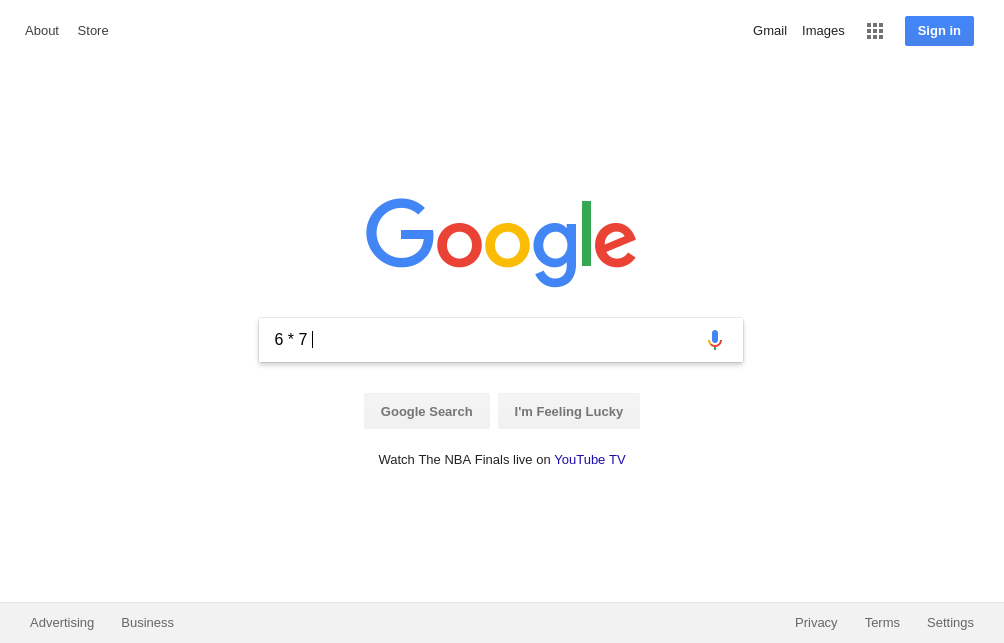 About Store Gmail Images Sign in
Google
6 * 7
Google Search I'm Feeling Lucky
Watch The NBA Finals live on YouTube TV
Advertising Business Privacy Terms Settings